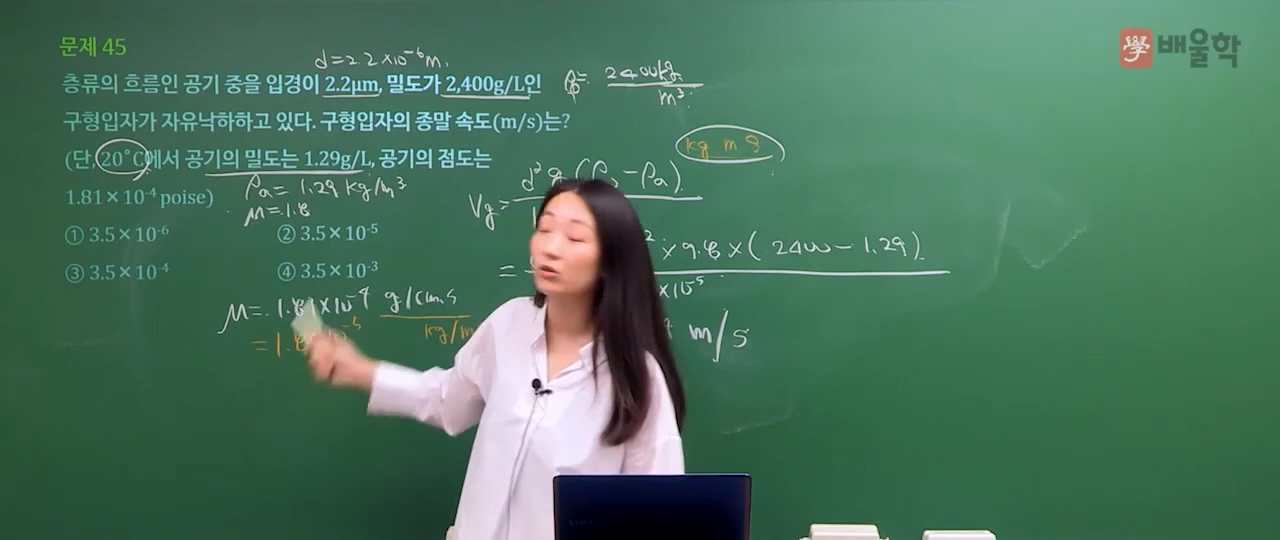 문제 45
學 배울학
d=2.2×10⁻⁶m.
층류의 흐름인 공기 중을 입경이 2.2μm, 밀도가 2,400g/L인
2400kg
m³
구형입자가 자유낙하하고 있다. 구형입자의 종말 속도(m/s)는?
kg m s
(단, 20°C에서 공기의 밀도는 1.29g/L, 공기의 점도는
ρa = 1.29 kg/m³
1.81×10⁻⁴ poise)
μ=1.8
Vg=
d² g (ρ -ρa)
① 3.5×10⁻⁶ ② 3.5×10⁻⁵
③ 3.5×10⁻⁴ ④ 3.5×10⁻³
= ² ×9.8×(2400-1.29)
×10⁻⁵
μ= 1.81×10⁻⁴ g/cm.s
=1.8 ⁻⁵ kg/m
m/s